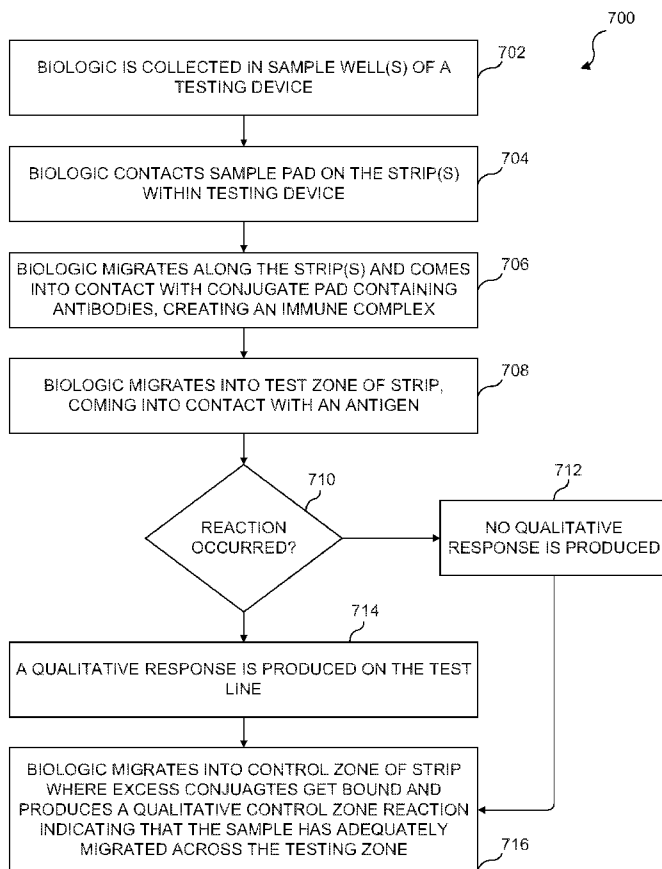 700
702
BIOLOGIC IS COLLECTED IN SAMPLE WELL(S) OF A
TESTING DEVICE
704
BIOLOGIC CONTACTS SAMPLE PAD ON THE STRIP(S)
WITHIN TESTING DEVICE
706
BIOLOGIC MIGRATES ALONG THE STRIP(S) AND COMES
INTO CONTACT WITH CONJUGATE PAD CONTAINING
ANTIBODIES, CREATING AN IMMUNE COMPLEX
708
BIOLOGIC MIGRATES INTO TEST ZONE OF STRIP,
COMING INTO CONTACT WITH AN ANTIGEN
710
REACTION
OCCURRED?
712
NO QUALITATIVE
RESPONSE IS PRODUCED
714
A QUALITATIVE RESPONSE IS PRODUCED ON THE TEST
LINE
BIOLOGIC MIGRATES INTO CONTROL ZONE OF STRIP
WHERE EXCESS CONJUAGTES GET BOUND AND
PRODUCES A QUALITATIVE CONTROL ZONE REACTION
INDICATING THAT THE SAMPLE HAS ADEQUATELY
MIGRATED ACROSS THE TESTING ZONE
716